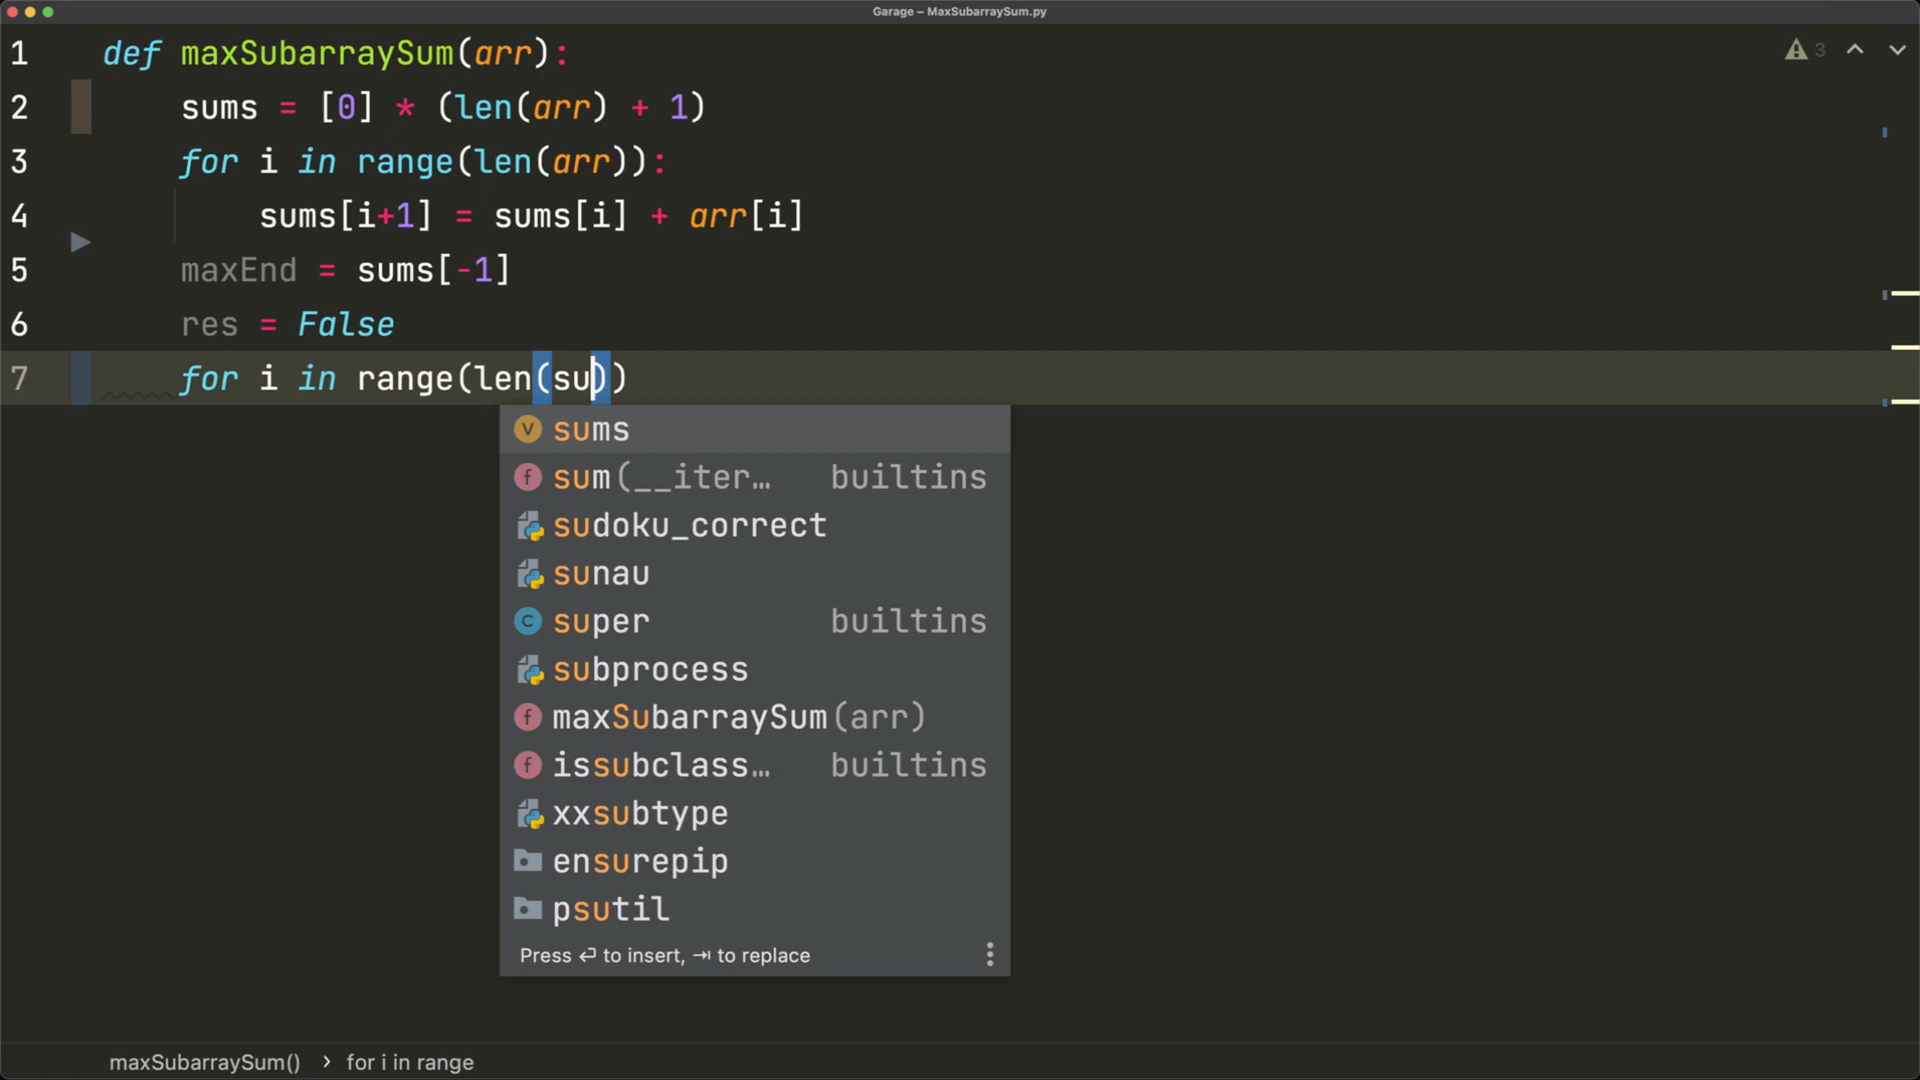 Garage – MaxSubarraySum.py
1 def maxSubarraySum(arr):
3
2 sums = [0] * (len(arr) + 1)
3 for i in range(len(arr)):
4 sums[i+1] = sums[i] + arr[i]
5 maxEnd = sums[-1]
6 res = False
7 for i in range(len(su))
V sums
f sum(__iter… builtins
sudoku_correct
sunau
C super builtins
subprocess
f maxSubarraySum(arr)
f issubclass… builtins
xxsubtype
ensurepip
psutil
Press ⏎ to insert, ⇥ to replace
maxSubarraySum() › for i in range